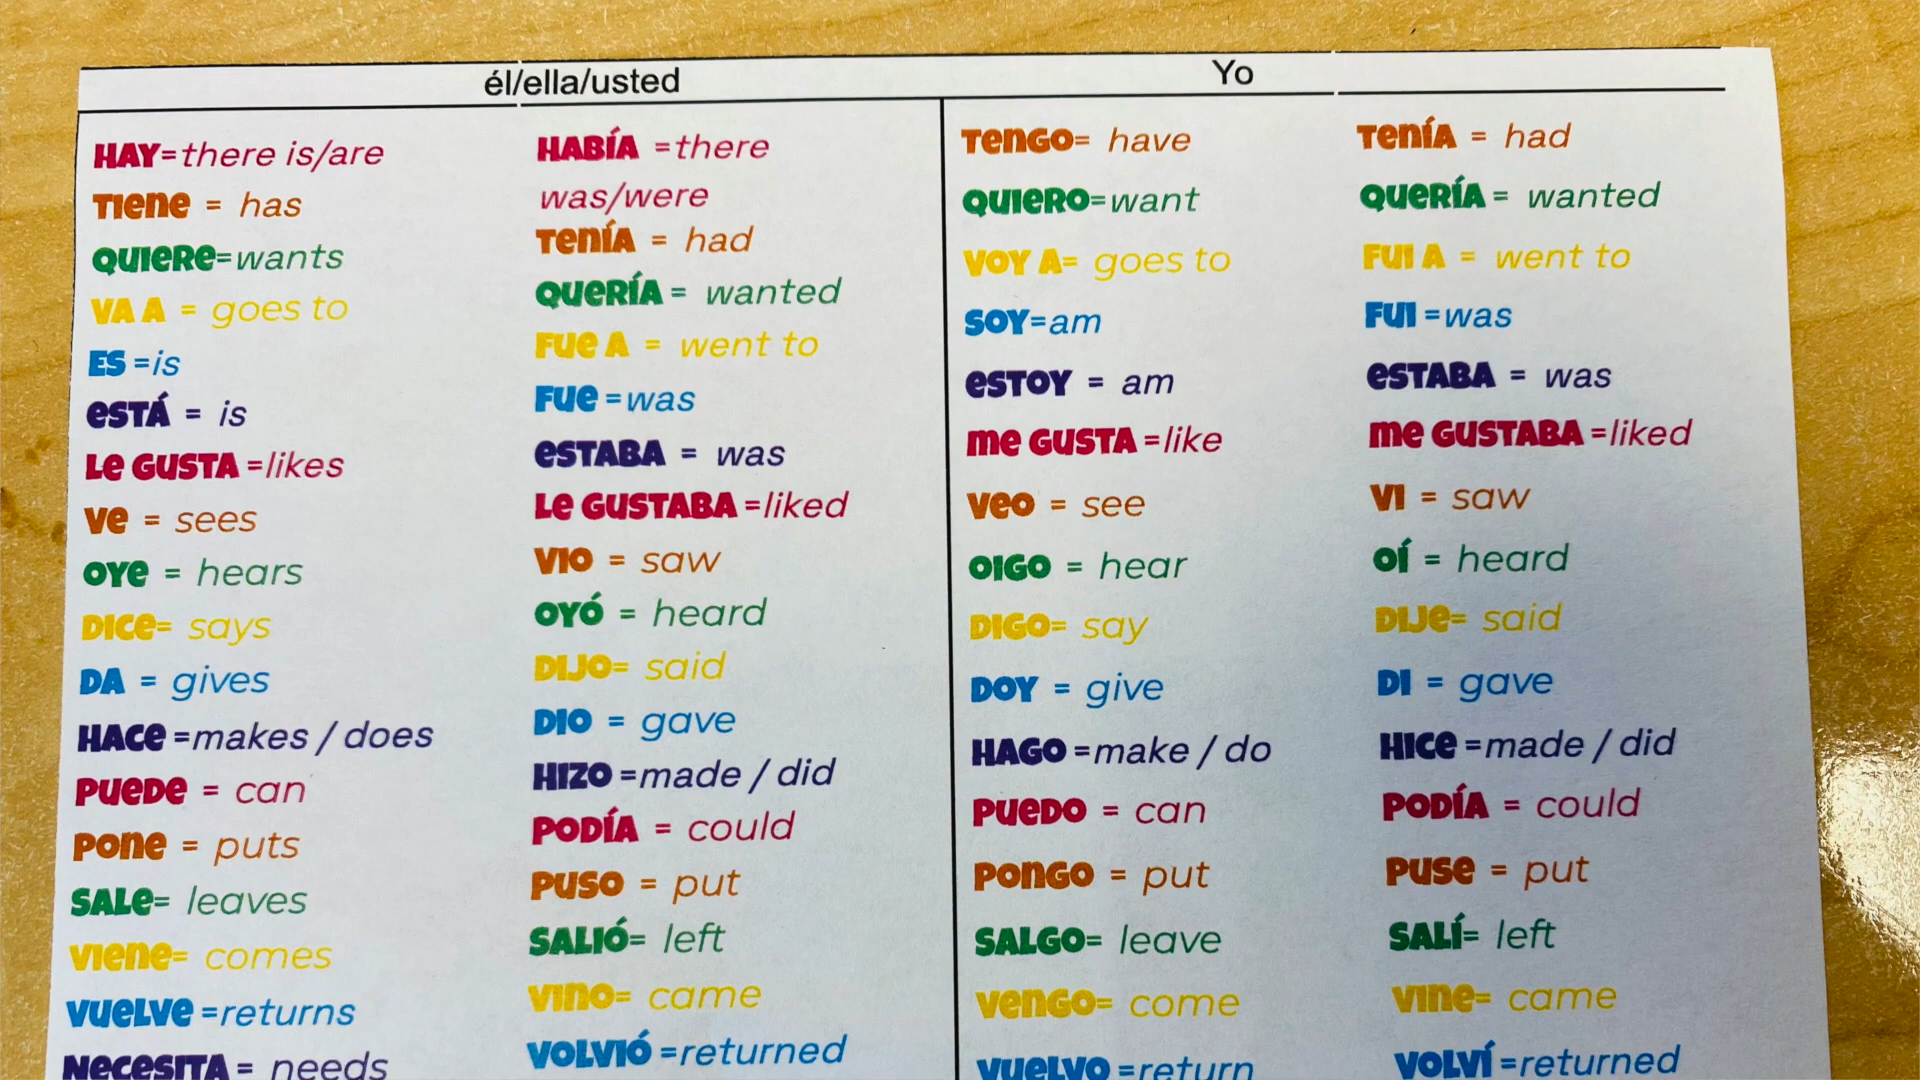 él/ella/usted
Yo
HAY=there is/are
TIENE = has
QUIERE=wants
VA A = goes to
ES =is
ESTÁ = is
LE GUSTA =likes
VE = sees
OYE = hears
DICE= says
DA = gives
HACE =makes / does
PUEDE = can
PONE = puts
SALE= leaves
VIENE= comes
VUELVE =returns
NECESITA = needs
HABÍA =there
was/were
TENÍA = had
QUERÍA = wanted
FUE A = went to
FUE =was
ESTABA = was
LE GUSTABA =liked
VIO = saw
OYÓ = heard
DIJO= said
DIO = gave
HIZO =made / did
PODÍA = could
PUSO = put
SALIÓ= left
VINO= came
VOLVIÓ =returned
TENGO= have
QUIERO=want
VOY A= goes to
SOY=am
ESTOY = am
ME GUSTA =like
VEO = see
OIGO = hear
DIGO= say
DOY = give
HAGO =make / do
PUEDO = can
PONGO = put
SALGO= leave
VENGO= come
VUELVO =return
TENÍA = had
QUERÍA = wanted
FUI A = went to
FUI =was
ESTABA = was
ME GUSTABA =liked
VI = saw
OÍ = heard
DIJE= said
DI = gave
HICE =made / did
PODÍA = could
PUSE = put
SALÍ= left
VINE= came
VOLVÍ =returned